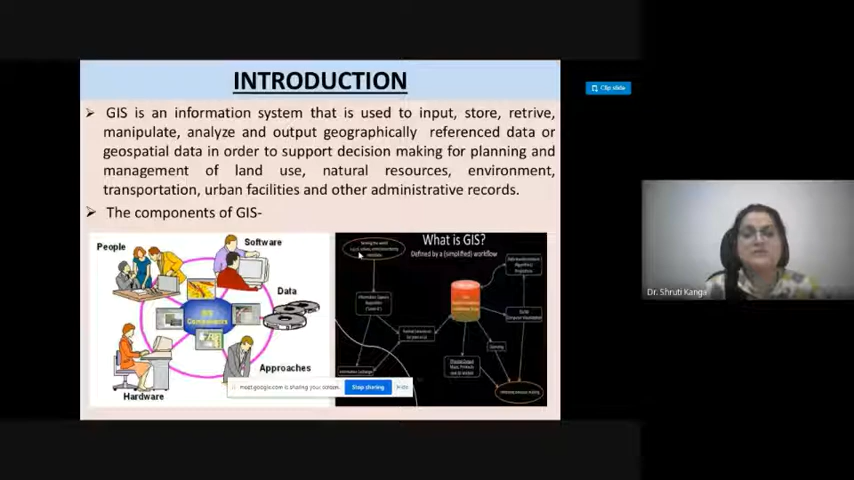 INTRODUCTION
Clip slide
➢ GIS is an information system that is used to input, store, retrive,
manipulate, analyze and output geographically referenced data or
geospatial data in order to support decision making for planning and
management of land use, natural resources, environment,
transportation, urban facilities and other administrative records.
➢ The components of GIS-
People
Software
Data
Approaches
Hardware
Components
What is GIS?
Defined by a (simplified) workflow
meet.google.com is sharing your screen.
Stop sharing
Hide
Dr. Shruti Kanga